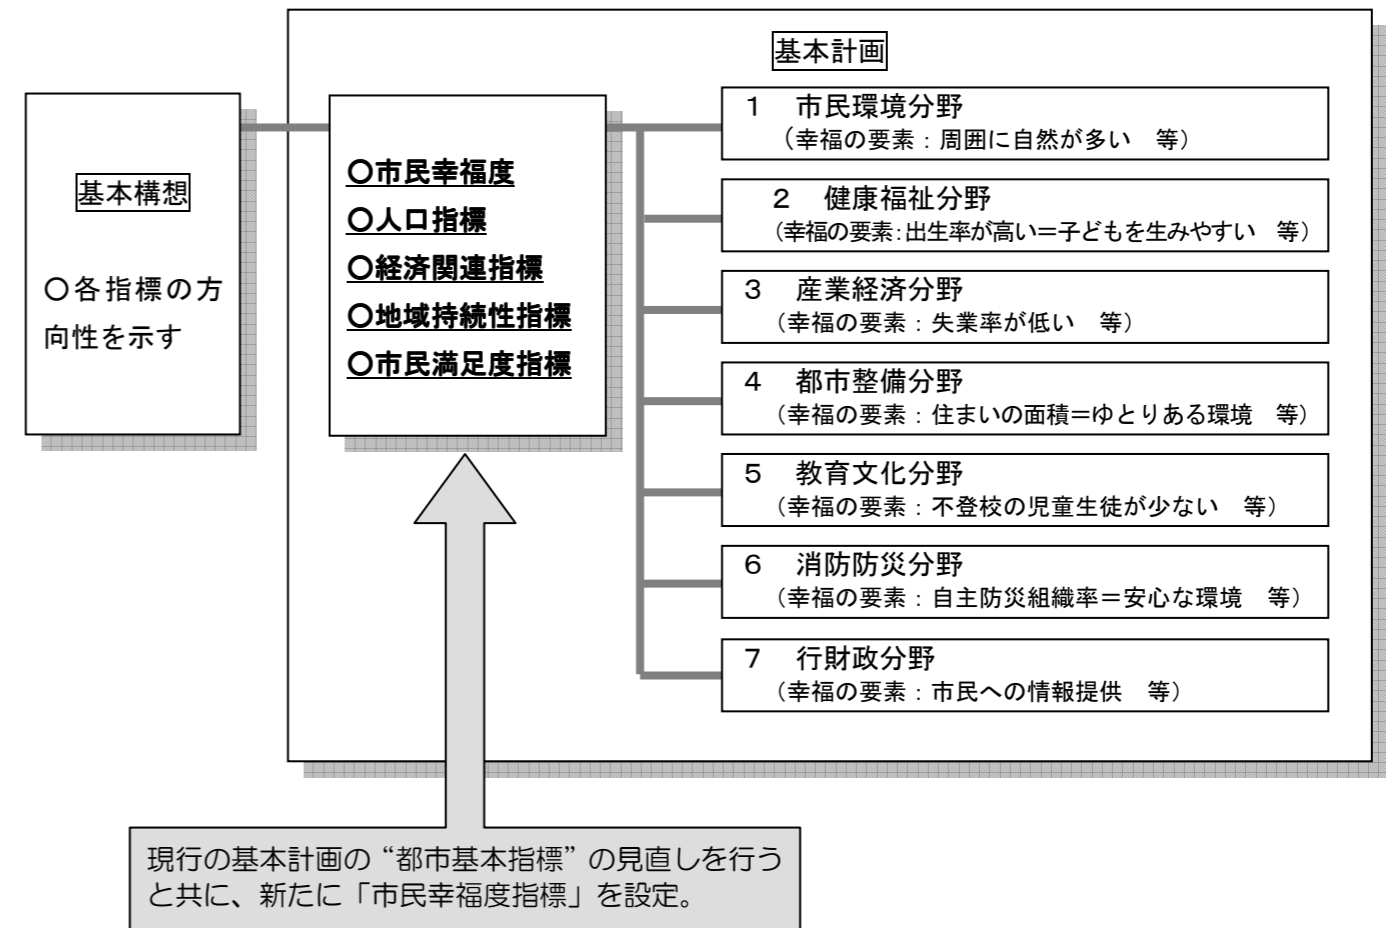 基本計画
基本構想
〇各指標の方
向性を示す
〇市民幸福度
〇人口指標
〇経済関連指標
〇地域持続性指標
〇市民満足度指標
１　市民環境分野
（幸福の要素：周囲に自然が多い　等）
２　健康福祉分野
（幸福の要素：出生率が高い＝子どもを生みやすい　等）
３　産業経済分野
（幸福の要素：失業率が低い　等）
４　都市整備分野
（幸福の要素：住まいの面積＝ゆとりある環境　等）
５　教育文化分野
（幸福の要素：不登校の児童生徒が少ない　等）
６　消防防災分野
（幸福の要素：自主防災組織率＝安心な環境　等）
７　行財政分野
（幸福の要素：市民への情報提供　等）
現行の基本計画の“都市基本指標”の見直しを行う
と共に、新たに「市民幸福度指標」を設定。